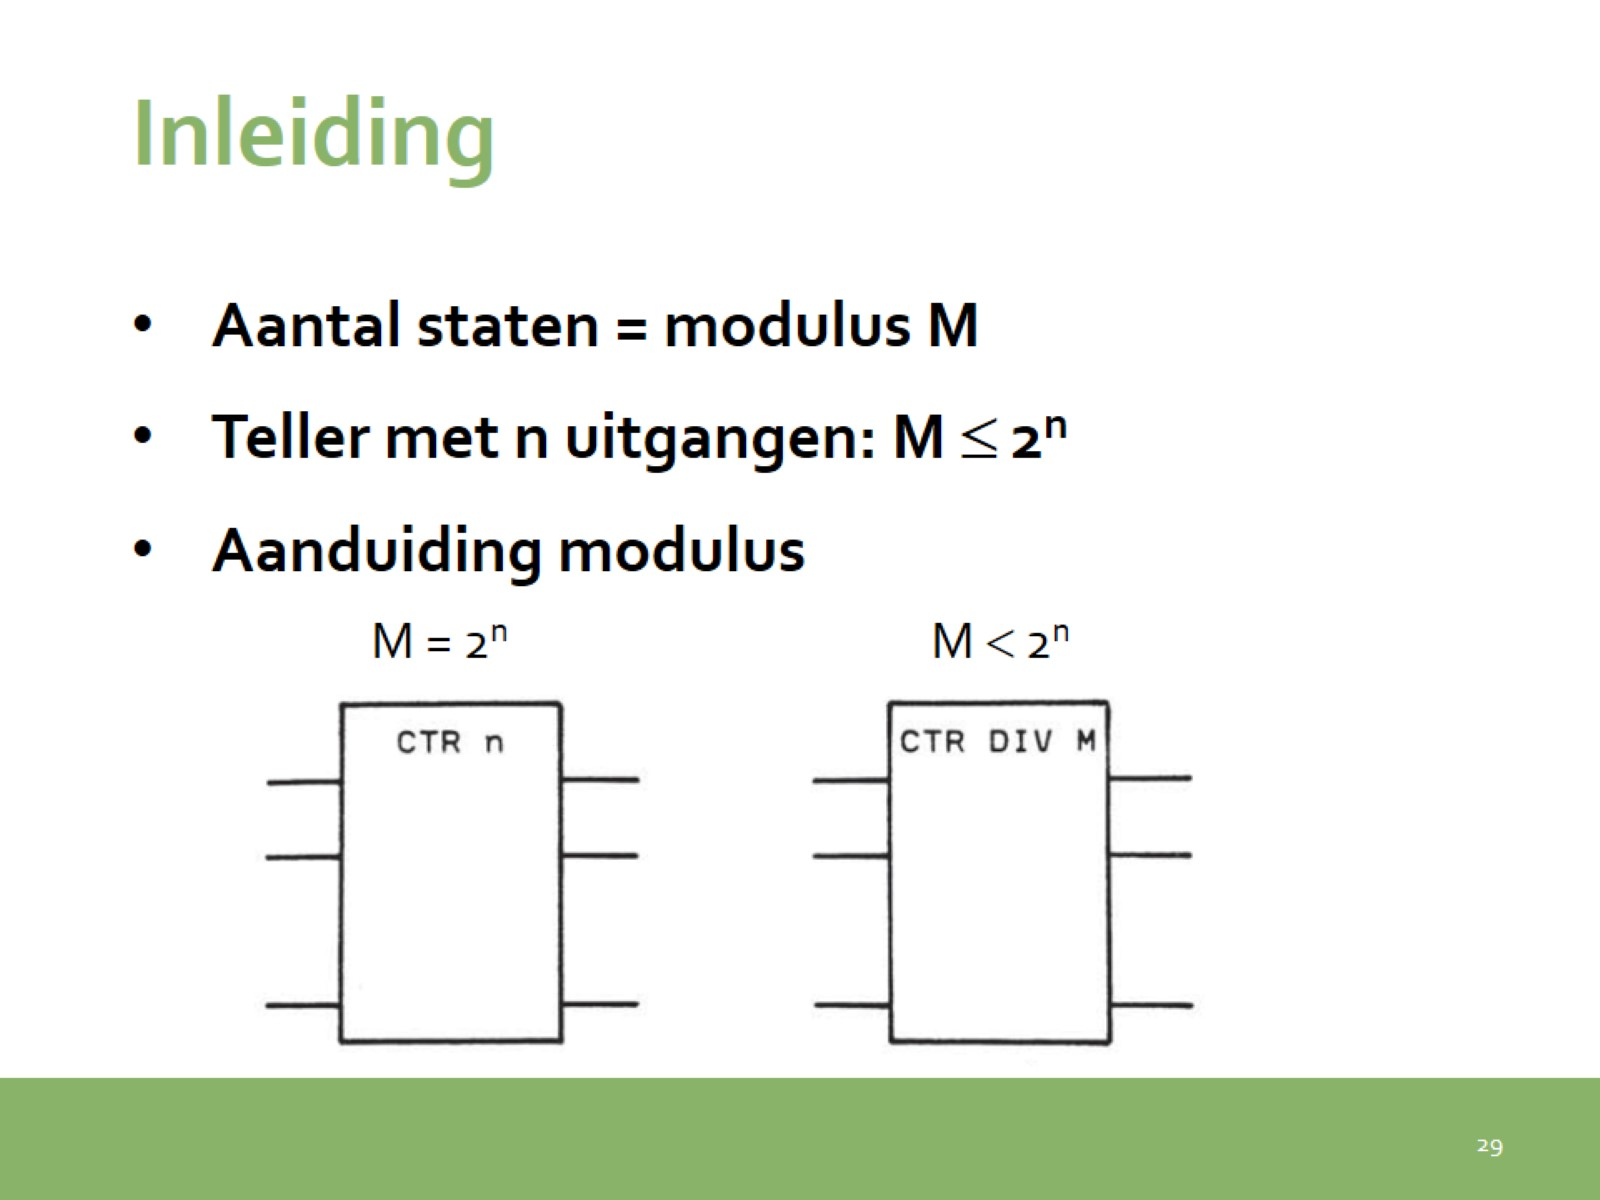 Inleiding
• Aantal staten = modulus M
• Teller met n uitgangen: M ≤ 2ⁿ
• Aanduiding modulus
M = 2ⁿ M < 2ⁿ
CTR n CTR DIV M
29